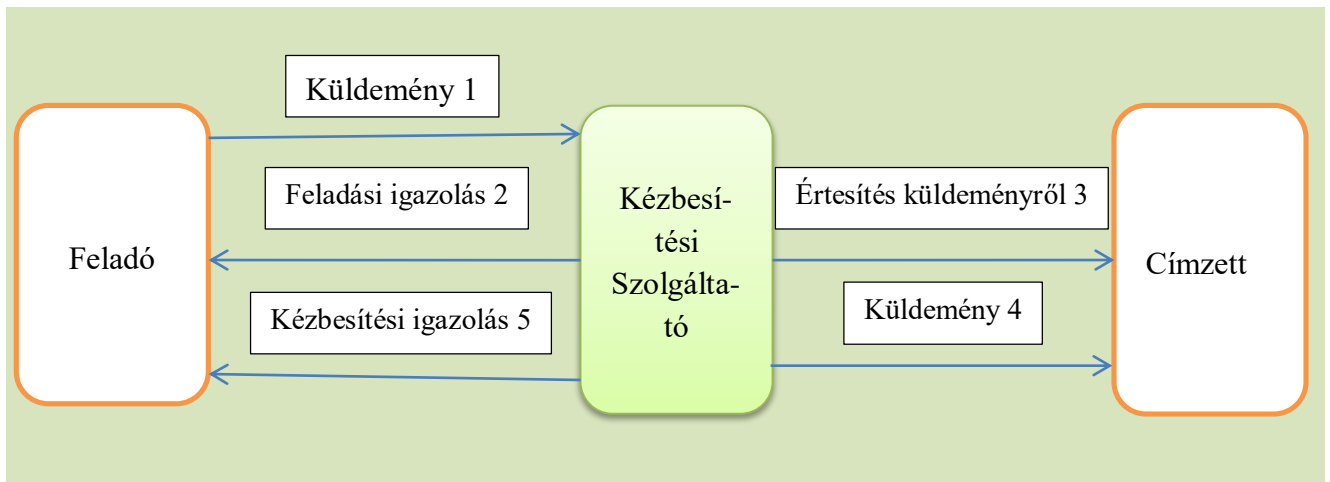 Küldemény 1
Feladási igazolás 2
Értesítés küldeményről 3
Feladó
Kézbesí-
tési
Szolgálta-
tó
Címzett
Kézbesítési igazolás 5
Küldemény 4